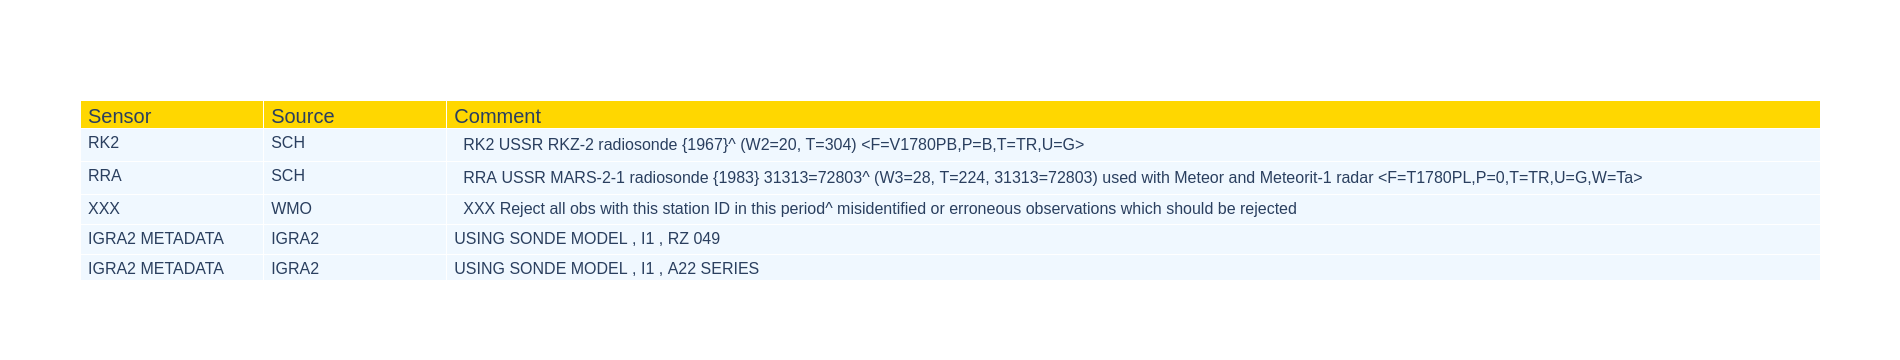 Sensor Source Comment
RK2 SCH RK2 USSR RKZ-2 radiosonde {1967}^ (W2=20, T=304) <F=V1780PB,P=B,T=TR,U=G>
RRA SCH RRA USSR MARS-2-1 radiosonde {1983} 31313=72803^ (W3=28, T=224, 31313=72803) used with Meteor and Meteorit-1 radar <F=T1780PL,P=0,T=TR,U=G,W=Ta>
XXX WMO XXX Reject all obs with this station ID in this period^ misidentified or erroneous observations which should be rejected
IGRA2 METADATA IGRA2 USING SONDE MODEL , I1 , RZ 049
IGRA2 METADATA IGRA2 USING SONDE MODEL , I1 , A22 SERIES